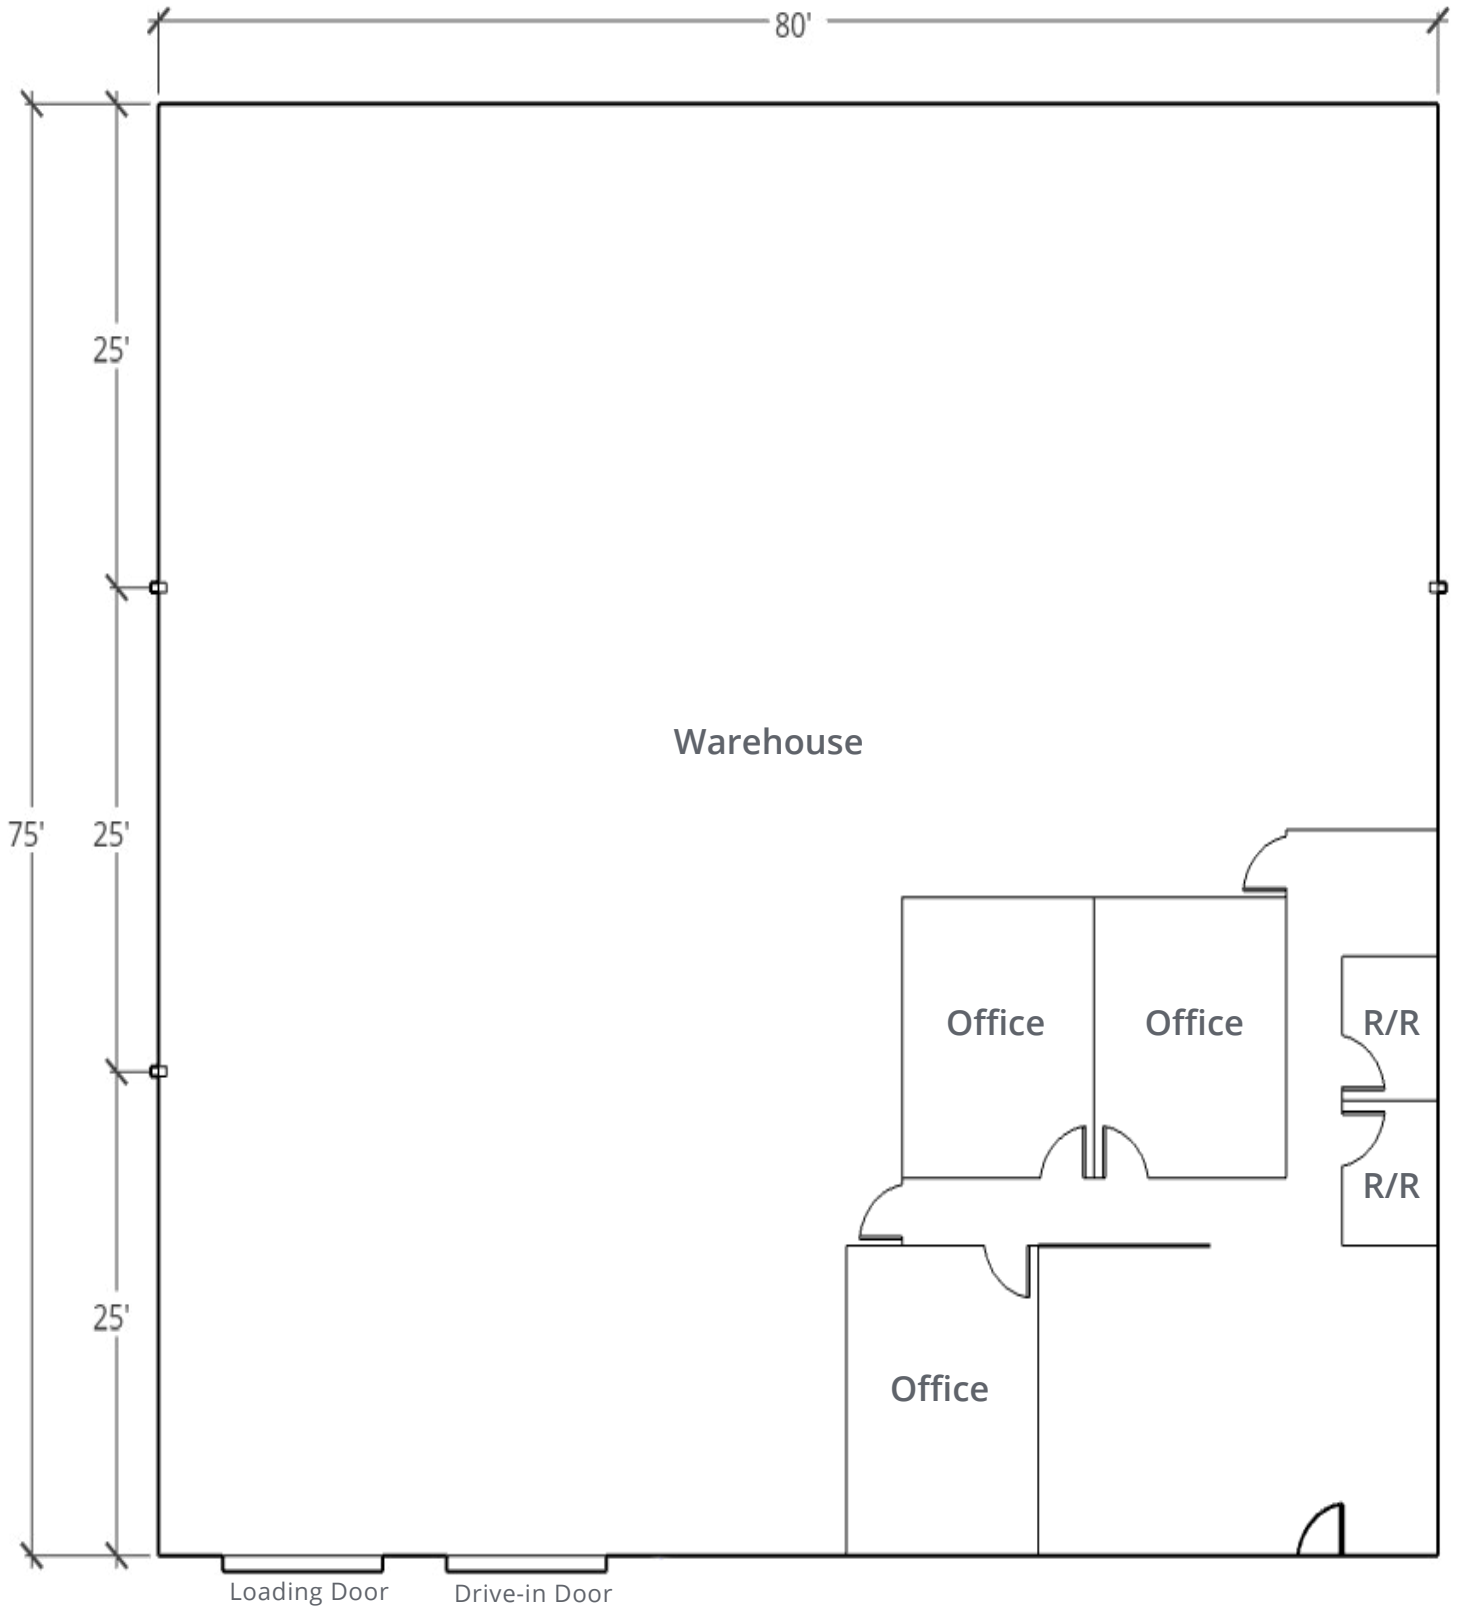 80'
25'
Warehouse
75'
25'
Office
Office
R/R
R/R
25'
Office
Loading Door
Drive-in Door